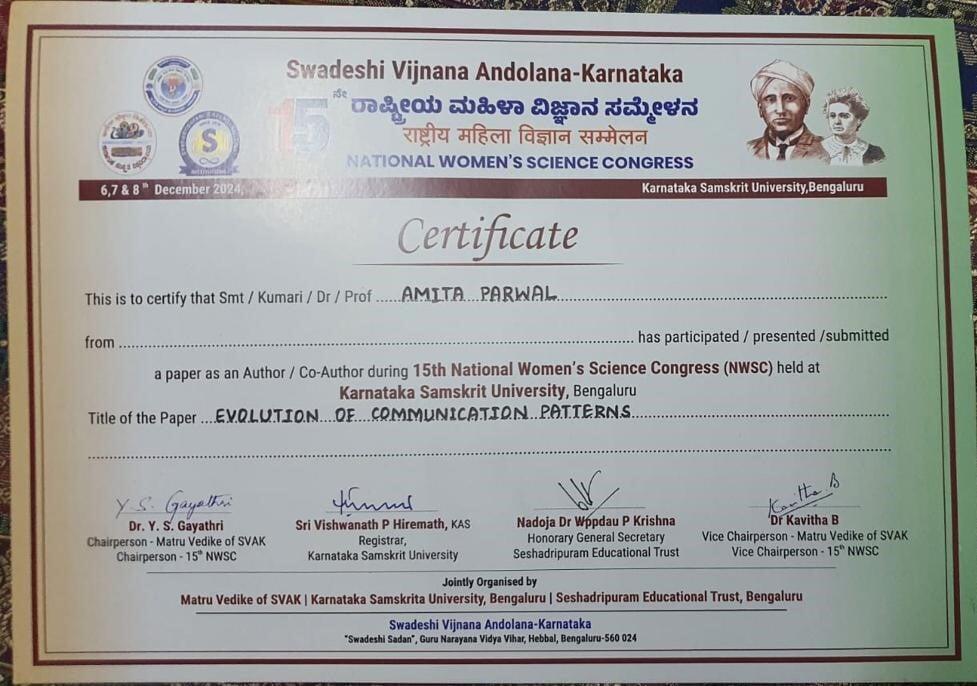 Swadeshi Vijnana Andolana-Karnataka
15ನೇ ರಾಷ್ಟ್ರೀಯ ಮಹಿಳಾ ವಿಜ್ಞಾನ ಸಮ್ಮೇಳನ
राष्ट्रीय महिला विज्ञान सम्मेलन
NATIONAL WOMEN'S SCIENCE CONGRESS
6,7 & 8th December 2024,
Karnataka Samskrit University,Bengaluru
Certificate
This is to certify that Smt / Kumari / Dr / Prof ....AMITA PARWAL....
from .... has participated / presented /submitted
a paper as an Author / Co-Author during 15th National Women's Science Congress (NWSC) held at
Karnataka Samskrit University, Bengaluru
Title of the Paper ....EVOLUTION OF COMMUNICATION PATTERNS....
Y. S. Gayathri
Kavitha B
Dr. Y. S. Gayathri
Chairperson - Matru Vedike of SVAK
Chairperson - 15th NWSC
Sri Vishwanath P Hiremath, KAS
Registrar,
Karnataka Samskrit University
Nadoja Dr Wppdau P Krishna
Honorary General Secretary
Seshadripuram Educational Trust
Dr Kavitha B
Vice Chairperson - Matru Vedike of SVAK
Vice Chairperson - 15th NWSC
Jointly Organised by
Matru Vedike of SVAK | Karnataka Samskrita University, Bengaluru | Seshadripuram Educational Trust, Bengaluru
Swadeshi Vijnana Andolana-Karnataka
"Swadeshi Sadan", Guru Narayana Vidya Vihar, Hebbal, Bengaluru-560 024